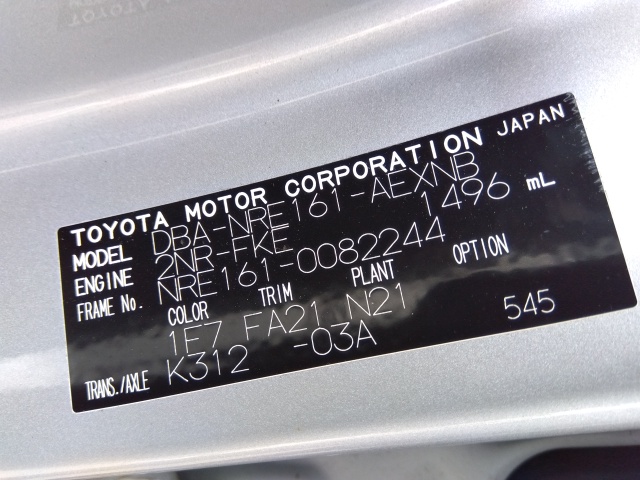 TOYOTA MOTOR CORPORATION JAPAN
MODEL DBA-NRE161-AEXNB
ENGINE 2NR-FKE 1496 mL
FRAME No. NRE161-0082244
COLOR TRIM PLANT OPTION
1F7 FA21 N21 545
TRANS./AXLE K312 -03A